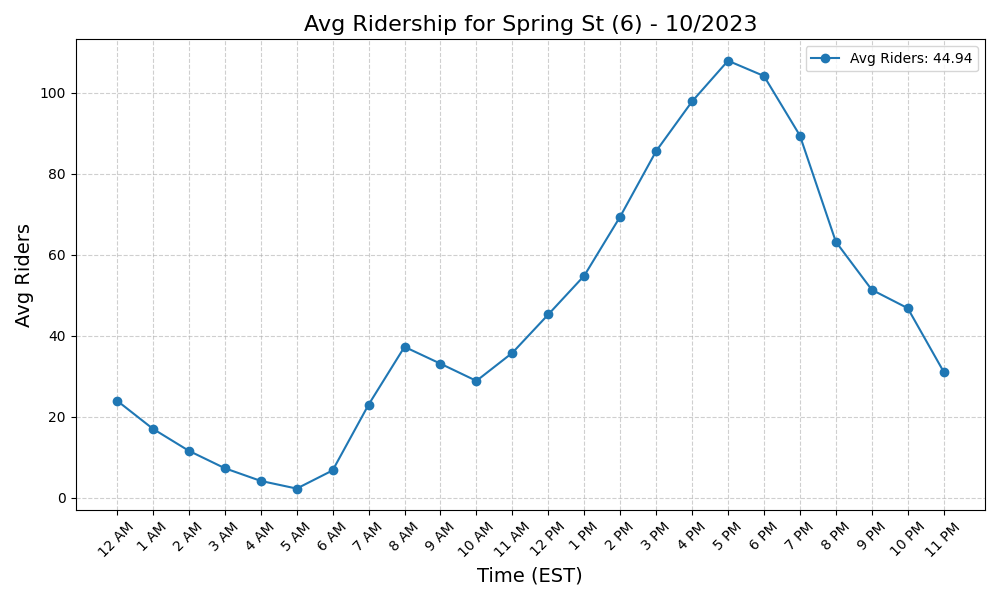 Avg Ridership for Spring St (6) - 10/2023
Avg Riders: 44.94
Avg Riders
100
80
60
40
20
0
12 AM
1 AM
2 AM
3 AM
4 AM
5 AM
6 AM
7 AM
8 AM
9 AM
10 AM
11 AM
12 PM
1 PM
2 PM
3 PM
4 PM
5 PM
6 PM
7 PM
8 PM
9 PM
10 PM
11 PM
Time (EST)